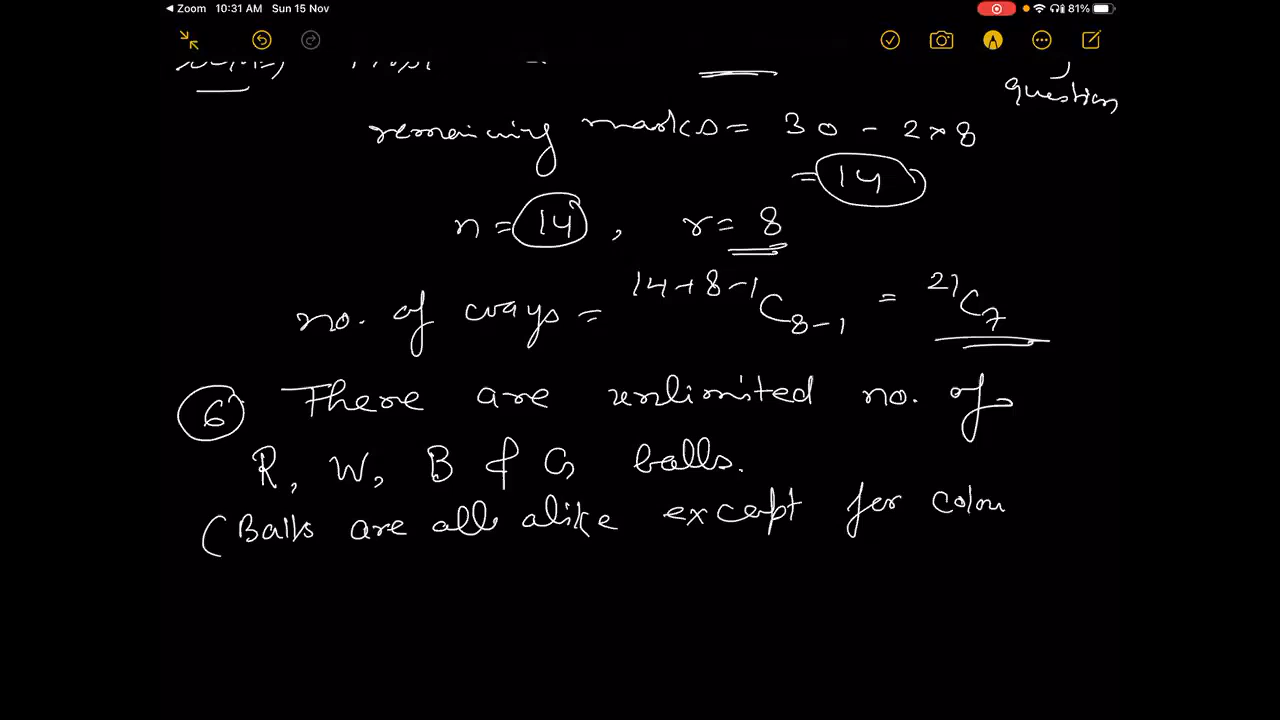 Zoom 10:31 AM Sun 15 Nov 81%
question
remaining marks = 30 - 2×8
= 14
n = 14, r = 8
no. of ways = 14+8-1C8-1 = 21C7
6 There are unlimited no. of
R, W, B & G balls.
(Balls are all alike except for colou